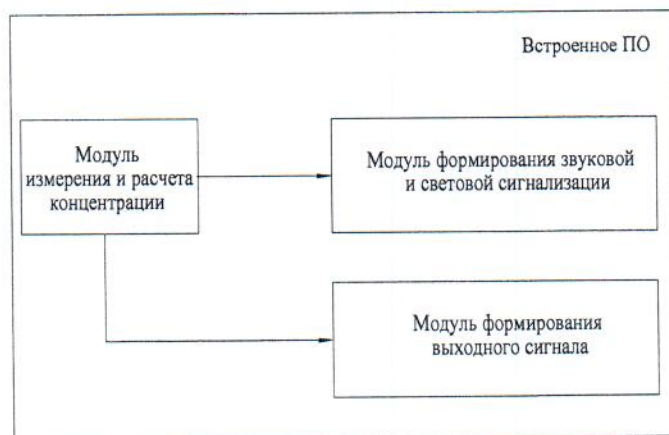 Встроенное ПО
Модуль
измерения и расчета
концентрации
Модуль формирования звуковой
и световой сигнализации
Модуль формирования
выходного сигнала